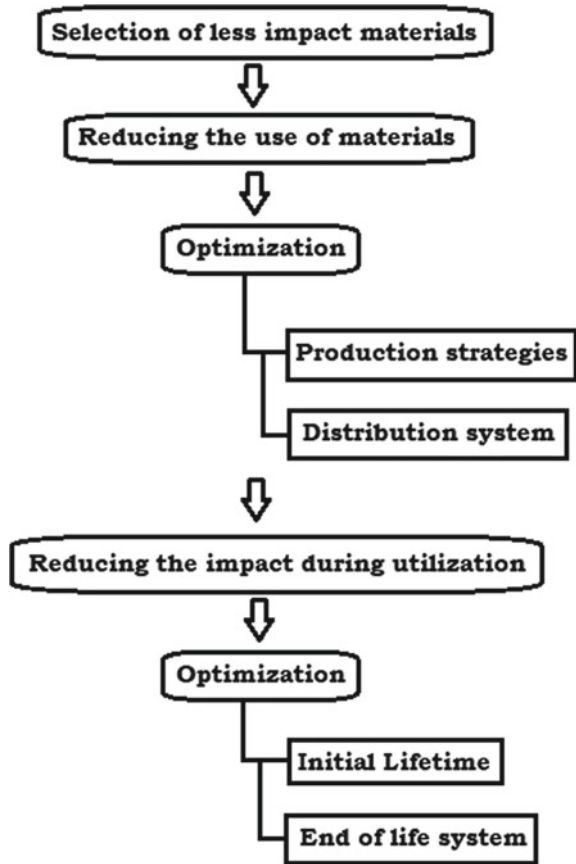 Selection of less impact materials
Reducing the use of materials
Optimization
Production strategies
Distribution system
Reducing the impact during utilization
Optimization
Initial Lifetime
End of life system